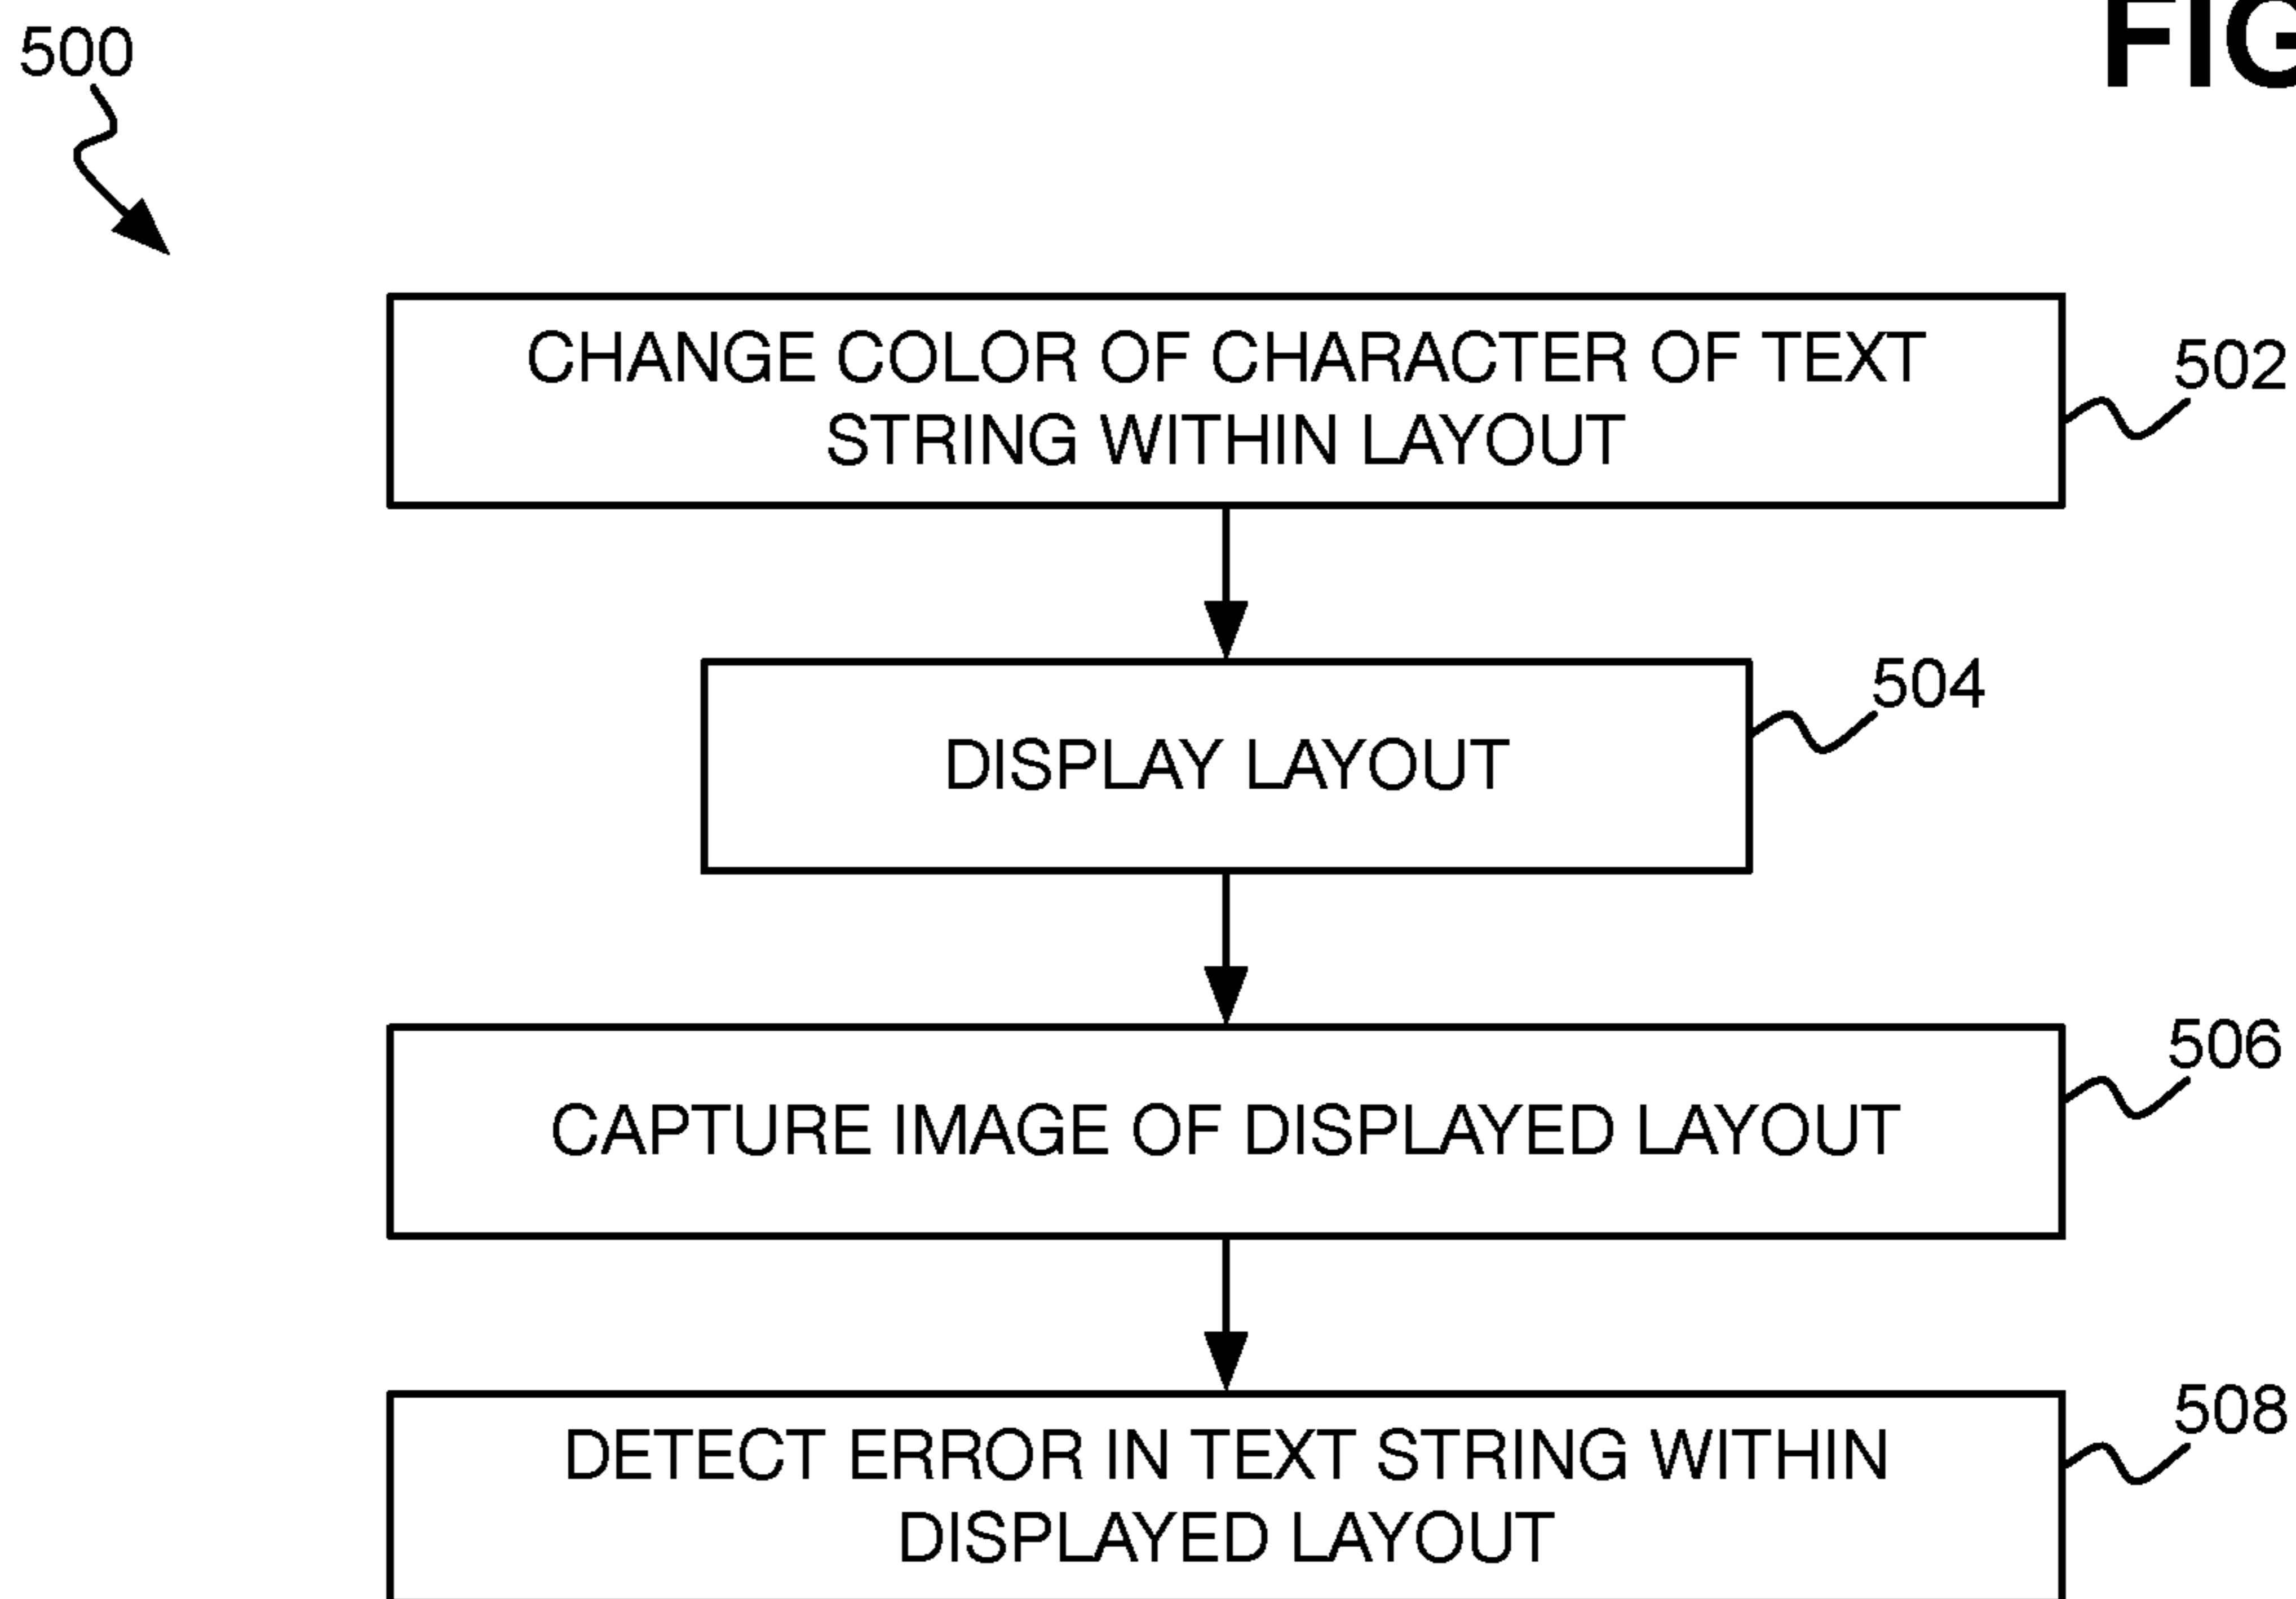 500
CHANGE COLOR OF CHARACTER OF TEXT
STRING WITHIN LAYOUT
502
504
DISPLAY LAYOUT
506
CAPTURE IMAGE OF DISPLAYED LAYOUT
508
DETECT ERROR IN TEXT STRING WITHIN
DISPLAYED LAYOUT